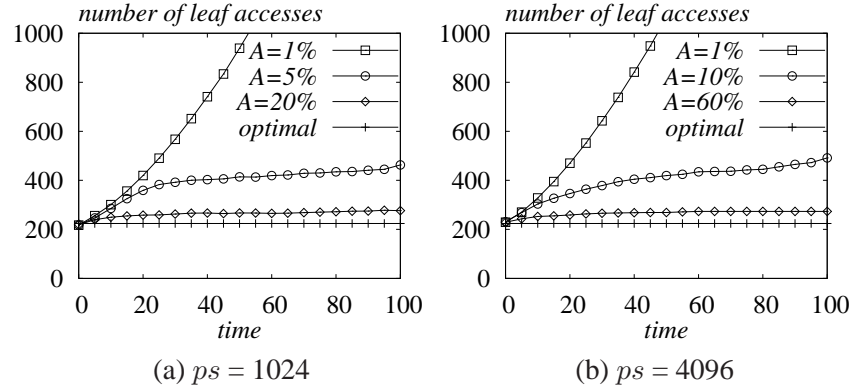 number of leaf accesses
1000
800
600
400
200
0
A=1%
A=5%
A=20%
optimal
0 20 40 60 80 100
time
(a) ps = 1024
number of leaf accesses
1000
800
600
400
200
0
A=1%
A=10%
A=60%
optimal
0 20 40 60 80 100
time
(b) ps = 4096